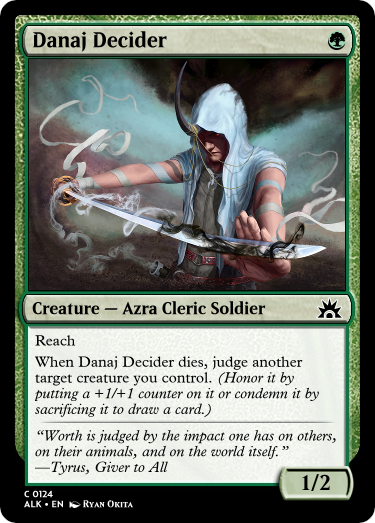 Danaj Decider
Creature — Azra Cleric Soldier
Reach
When Danaj Decider dies, judge another
target creature you control. (Honor it by
putting a +1/+1 counter on it or condemn it by
sacrificing it to draw a card.)
“Worth is judged by the impact one has on others,
on their animals, and on the world itself.”
—Tyrus, Giver to All
1/2
C 0124
ALK • EN Ryan Okita